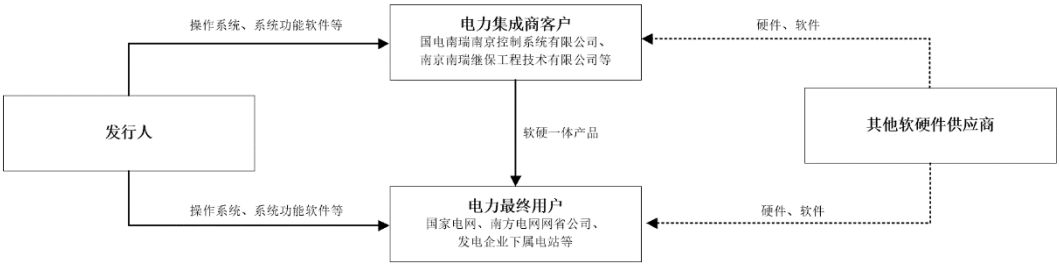 操作系统、系统功能软件等
电力集成商客户
国电南瑞南京控制系统有限公司、
南京南瑞继保工程技术有限公司等
硬件、软件
发行人
软硬一体产品
其他软硬件供应商
操作系统、系统功能软件等
电力最终用户
国家电网、南方电网网省公司、
发电企业下属电站等
硬件、软件